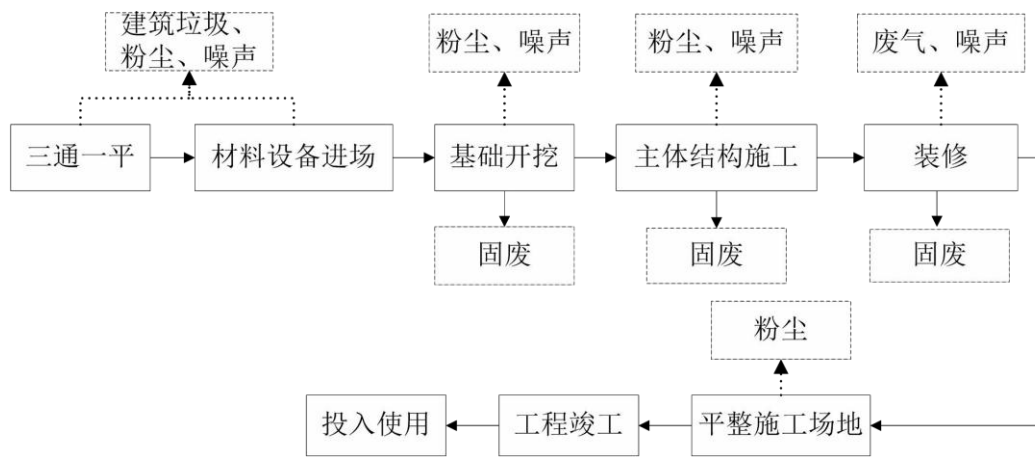 建筑垃圾、
粉尘、噪声
粉尘、噪声
粉尘、噪声
废气、噪声
三通一平
材料设备进场
基础开挖
主体结构施工
装修
固废
固废
固废
粉尘
投入使用
工程竣工
平整施工场地